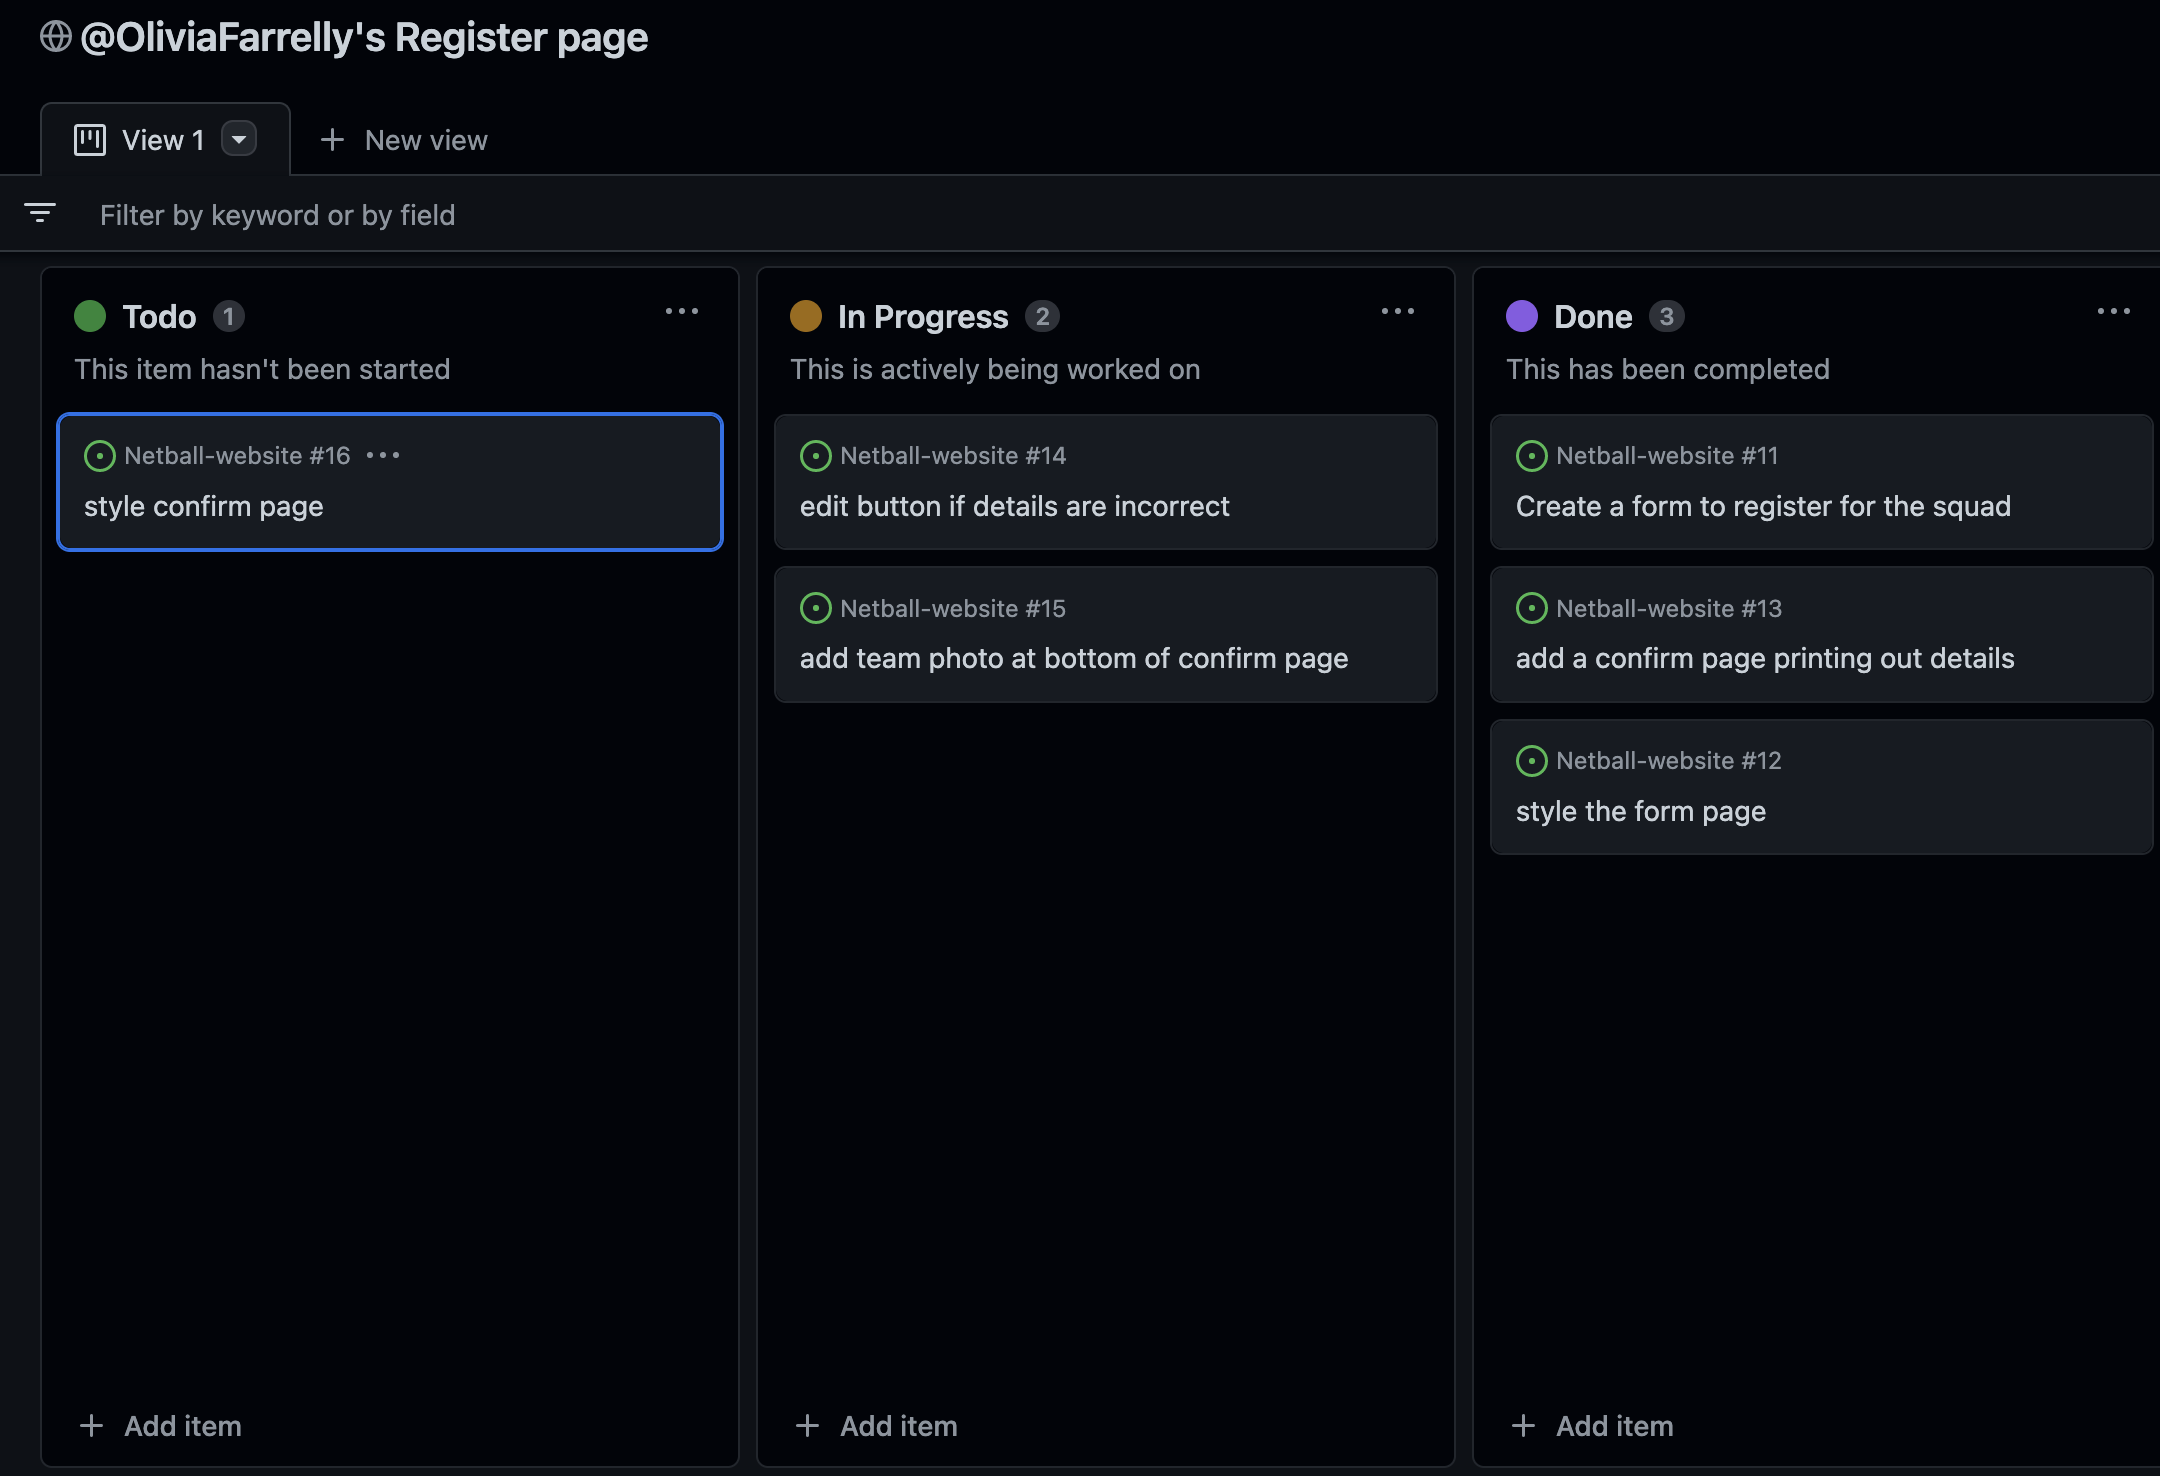 @OliviaFarrelly's Register page
View 1
New view
Filter by keyword or by field
Todo 1
This item hasn't been started
Netball-website #16
style confirm page
Add item
In Progress 2
This is actively being worked on
Netball-website #14
edit button if details are incorrect
Netball-website #15
add team photo at bottom of confirm page
Add item
Done 3
This has been completed
Netball-website #11
Create a form to register for the squad
Netball-website #13
add a confirm page printing out details
Netball-website #12
style the form page
Add item